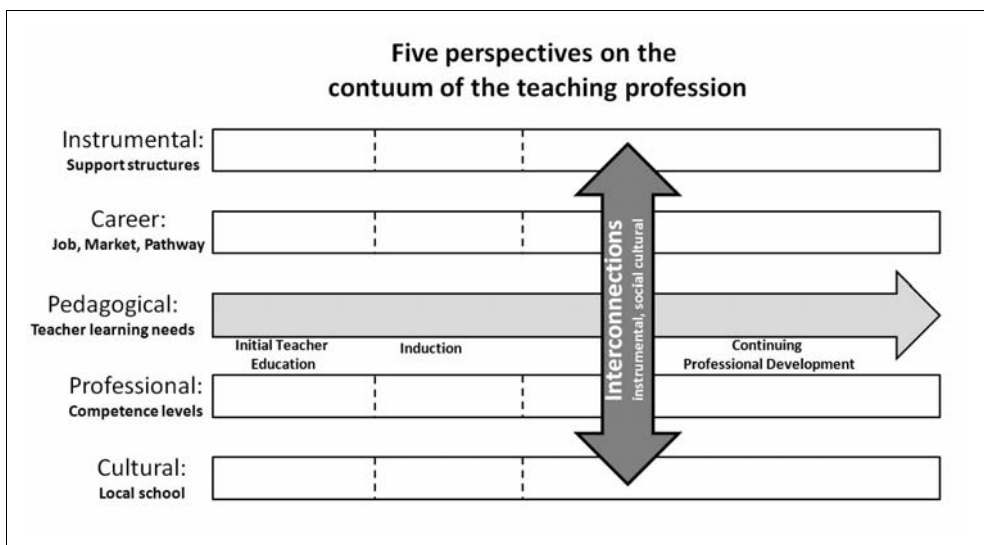 Five perspectives on the
contuum of the teaching profession
Instrumental:
Support structures
Career:
Job, Market, Pathway
Pedagogical:
Teacher learning needs
Initial Teacher
Education
Induction
Continuing
Professional Development
Professional:
Competence levels
Cultural:
Local school
Interconnections
instrumental, social cultural